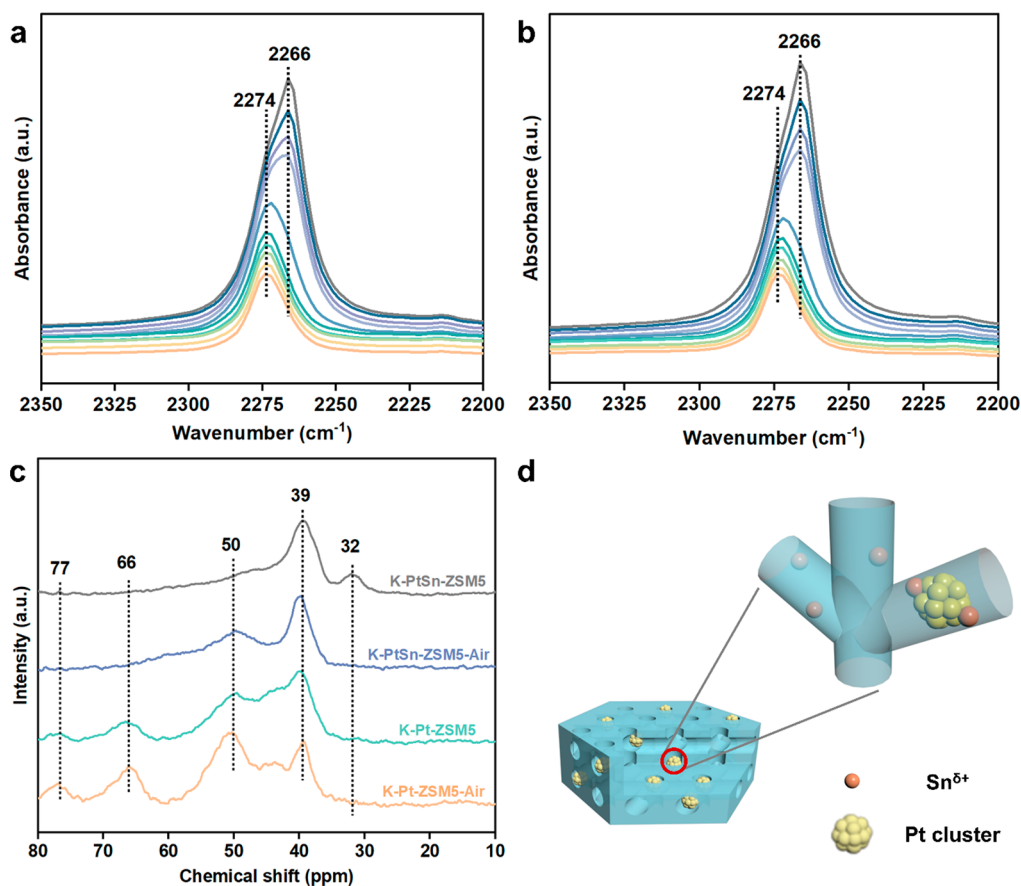 a
2266
2274
Absorbance (a.u.)
2350 2325 2300 2275 2250 2225 2200
Wavenumber (cm⁻¹)
b
2266
2274
Absorbance (a.u.)
2350 2325 2300 2275 2250 2225 2200
Wavenumber (cm⁻¹)
c
77 66 50 39 32
K-PtSn-ZSM5
K-PtSn-ZSM5-Air
K-Pt-ZSM5
K-Pt-ZSM5-Air
Intensity (a.u.)
80 70 60 50 40 30 20 10
Chemical shift (ppm)
d
Snᵟ⁺
Pt cluster